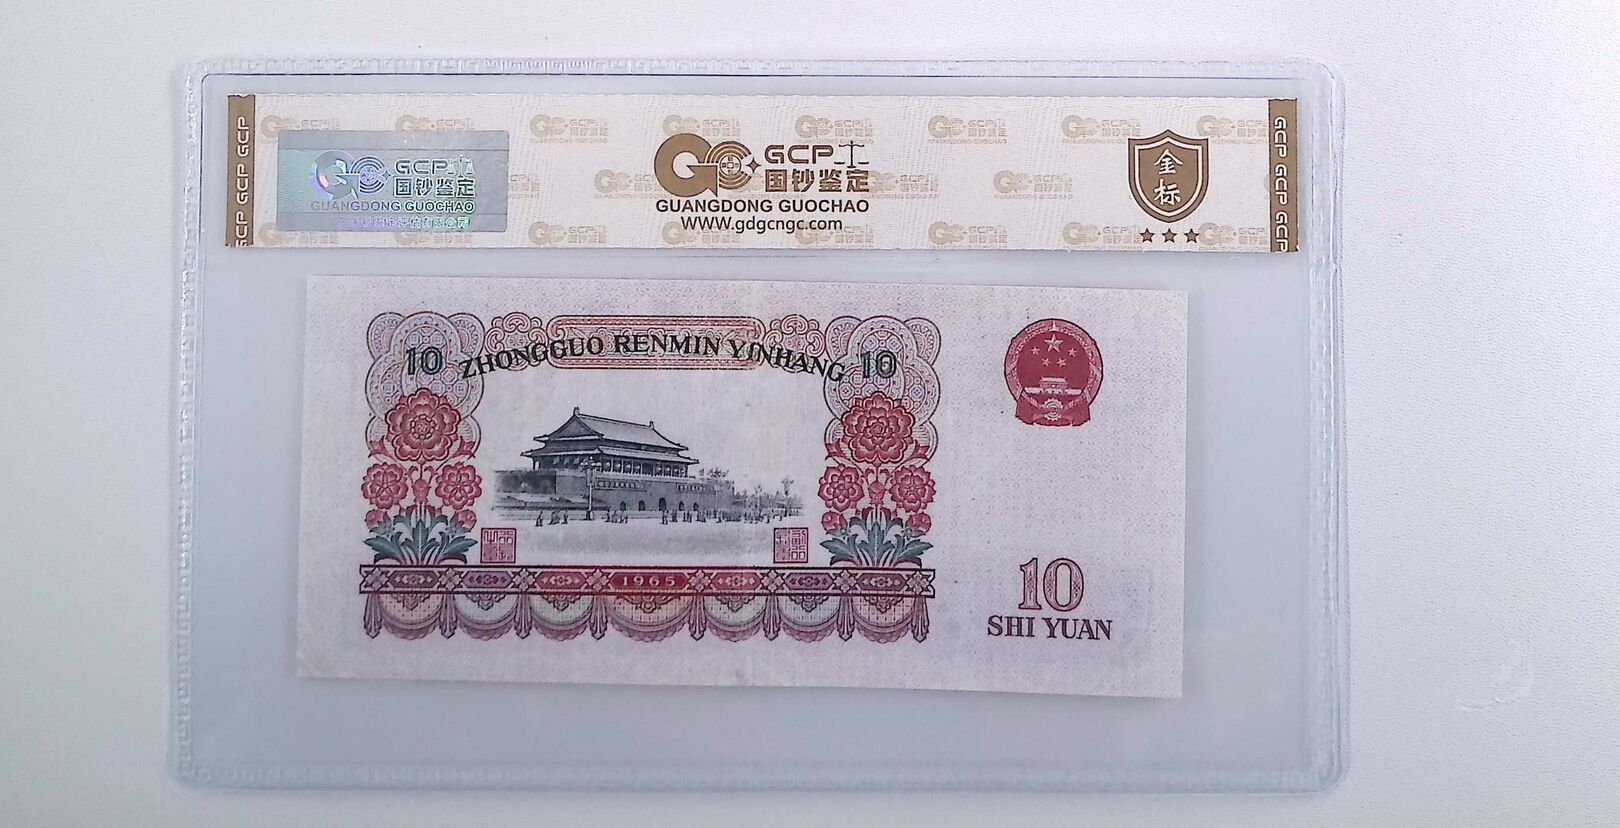 GCP GCP GCP
GCP
国钞鉴定
GUANGDONG GUOCHAO
GCP
国钞鉴定
GUANGDONG GUOCHAO
WWW.gdgcngc.com
金
标
GCP GCP GCP
10 ZHONGGUO RENMIN YINHANG 10
1965
10
SHI YUAN